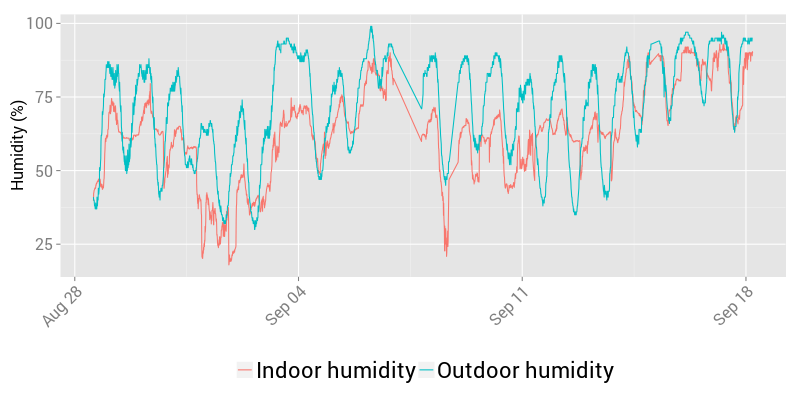 100
75
50
25
Humidity (%)
Aug 28
Sep 04
Sep 11
Sep 18
Indoor humidity Outdoor humidity